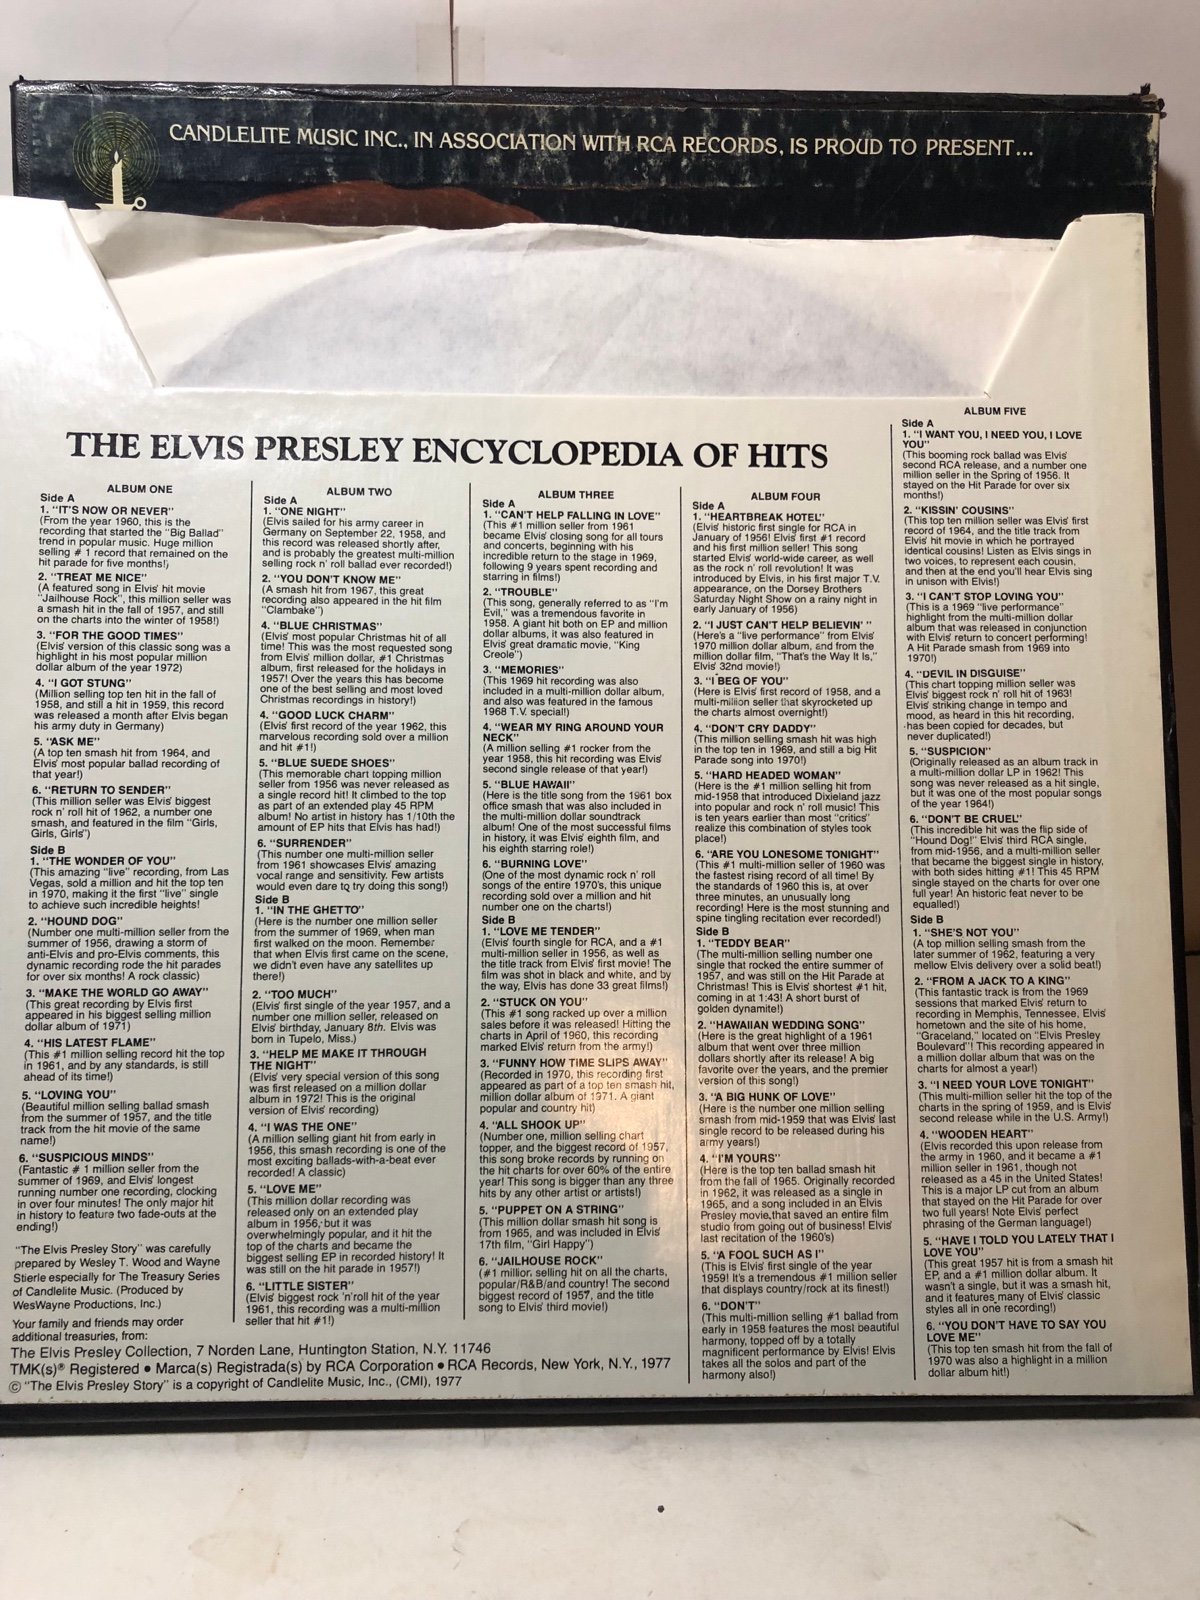 CANDLELITE MUSIC INC., IN ASSOCIATION WITH RCA RECORDS, IS PROUD TO PRESENT...
THE ELVIS PRESLEY ENCYCLOPEDIA OF HITS
ALBUM ONE
Side A
1. "IT'S NOW OR NEVER"
(From the year 1960, this is the
recording that started the "Big Ballad"
trend in popular music. Huge million
selling # 1 record that remained on the
hit parade for five months!)
2. "TREAT ME NICE"
(A featured song in Elvis' hit movie
"Jailhouse Rock", this million seller was
a smash hit in the fall of 1957, and still
on the charts into the winter of 1958!)
3. "FOR THE GOOD TIMES"
(Elvis' version of this classic song was a
highlight in his most popular million
dollar album of the year 1972)
4. "I GOT STUNG"
(Million selling top ten hit in the fall of
1958, and still a hit in 1959, this record
was released a month after Elvis began
his army duty in Germany)
5. "ASK ME"
(A top ten smash hit from 1964, and
Elvis' most popular ballad recording of
that year!)
6. "RETURN TO SENDER"
(This million seller was Elvis' biggest
rock n' roll hit of 1962, a number one
smash, and featured in the film "Girls,
Girls, Girls")
Side B
1. "THE WONDER OF YOU"
(This amazing "live" recording, from Las
Vegas, sold a million and hit the top ten
in 1970, making it the first "live" single
to achieve such incredible heights!
2. "HOUND DOG"
(Number one multi-million seller from the
summer of 1956, drawing a storm of
anti-Elvis and pro-Elvis comments, this
dynamic recording rode the hit parades
for over six months! A rock classic)
3. "MAKE THE WORLD GO AWAY"
(This great recording by Elvis first
appeared in his biggest selling million
dollar album of 1971)
4. "HIS LATEST FLAME"
(This #1 million selling record hit the top
in 1961, and by any standards, is still
ahead of its time!)
5. "LOVING YOU"
(Beautiful million selling ballad smash
from the summer of 1957, and the title
track from the hit movie of the same
name!)
6. "SUSPICIOUS MINDS"
(Fantastic # 1 million seller from the
summer of 1969, and Elvis' longest
running number one recording, clocking
in over four minutes! The only major hit
in history to feature two fade-outs at the
ending!)
"The Elvis Presley Story" was carefully
prepared by Wesley T. Wood and Wayne
Stierle especially for The Treasury Series
of Candlelite Music. (Produced by
WesWayne Productions, Inc.)
Your family and friends may order
additional treasuries, from:
The Elvis Presley Collection, 7 Norden Lane, Huntington Station, N.Y. 11746
TMK(s)® Registered • Marca(s) Registrada(s) by RCA Corporation • RCA Records, New York, N.Y., 1977
© "The Elvis Presley Story" is a copyright of Candlelite Music, Inc., (CMI), 1977
ALBUM TWO
Side A
1. "ONE NIGHT"
(Elvis sailed for his army career in
Germany on September 22, 1958, and
this record was released shortly after,
and is probably the greatest multi-million
selling rock n' roll ballad ever recorded!)
2. "YOU DON'T KNOW ME"
(A smash hit from 1967, this great
recording also appeared in the hit film
"Clambake")
4. "BLUE CHRISTMAS"
(Elvis' most popular Christmas hit of all
time! This was the most requested song
from Elvis' million dollar, #1 Christmas
album, first released for the holidays in
1957! Over the years this has become
one of the best selling and most loved
Christmas recordings in history!)
4. "GOOD LUCK CHARM"
(Elvis' first record of the year 1962, this
marvelous recording sold over a million
and hit #1!)
5. "BLUE SUEDE SHOES"
(This memorable chart topping million
seller from 1956 was never released as
a single record hit! It climbed to the top
as part of an extended play 45 RPM
album! No artist in history has 1/10th the
amount of EP hits that Elvis has had!)
6. "SURRENDER"
(This number one multi-million seller
from 1961 showcases Elvis' amazing
vocal range and sensitivity. Few artists
would even dare to try doing this song!)
Side B
1. "IN THE GHETTO"
(Here is the number one million seller
from the summer of 1969, when man
first walked on the moon. Remember
that when Elvis first came on the scene,
we didn't even have any satellites up
there!)
2. "TOO MUCH"
(Elvis' first single of the year 1957, and a
number one million seller, released on
Elvis' birthday, January 8th. Elvis was
born in Tupelo, Miss.)
3. "HELP ME MAKE IT THROUGH
THE NIGHT"
(Elvis' very special version of this song
was first released on a million dollar
album in 1972! This is the original
version of Elvis' recording)
4. "I WAS THE ONE"
(A million selling giant hit from early in
1956, this smash recording is one of the
most exciting ballads-with-a-beat ever
recorded! A classic)
5. "LOVE ME"
(This million dollar recording was
released only on an extended play
album in 1956, but it was
overwhelmingly popular, and it hit the
top of the charts and became the
biggest selling EP in recorded history! It
was still on the hit parade in 1957!)
6. "LITTLE SISTER"
(Elvis' biggest rock 'n'roll hit of the year
1961, this recording was a multi-million
seller that hit #1!)
ALBUM THREE
Side A
1. "CAN'T HELP FALLING IN LOVE"
(This #1 million seller from 1961
became Elvis' closing song for all tours
and concerts, beginning with his
incredible return to the stage in 1969,
following 9 years spent recording and
starring in films!)
2. "TROUBLE"
(This song, generally referred to as "I'm
Evil," was a tremendous favorite in
1958. A giant hit both on EP and million
dollar albums, it was also featured in
Elvis' great dramatic movie, "King
Creole")
3. "MEMORIES"
(This 1969 hit recording was also
included in a multi-million dollar album,
and also was featured in the famous
1968 T.V. special!)
4. "WEAR MY RING AROUND YOUR
NECK"
(A million selling #1 rocker from the
year 1958, this hit recording was Elvis'
second single release of that year!)
5. "BLUE HAWAII"
(Here is the title song from the 1961 box
office smash that was also included in
the multi-million dollar soundtrack
album! One of the most successful films
in history, it was Elvis' eighth film, and
his eighth starring role!)
6. "BURNING LOVE"
(One of the most dynamic rock n' roll
songs of the entire 1970's, this unique
recording sold over a million and hit
number one on the charts!)
Side B
1. "LOVE ME TENDER"
(Elvis' fourth single for RCA, and a #1
multi-million seller in 1956, as well as
the title track from Elvis' first movie! The
film was shot in black and white, and by
the way, Elvis has done 33 great films!)
2. "STUCK ON YOU"
(This #1 song racked up over a million
sales before it was released! Hitting the
charts in April of 1960, this recording
marked Elvis' return from the army!)
3. "FUNNY HOW TIME SLIPS AWAY"
(Recorded in 1970, this recording first
appeared as part of a top ten smash hit,
million dollar album of 1971. A giant
popular and country hit)
4. "ALL SHOOK UP"
(Number one, million selling chart
topper, and the biggest record of 1957,
this song broke records by running on
the hit charts for over 60% of the entire
year! This song is bigger than any three
hits by any other artist or artists!)
5. "PUPPET ON A STRING"
(This million dollar smash hit song is
from 1965, and was included in Elvis'
17th film, "Girl Happy")
6. "JAILHOUSE ROCK"
(#1 million selling hit on all the charts,
popular/R&B/and country! The second
biggest record of 1957, and the title
song to Elvis' third movie!)
ALBUM FOUR
Side A
1. "HEARTBREAK HOTEL"
(Elvis' historic first single for RCA in
January of 1956! Elvis' first #1 record
and his first million seller! This song
started Elvis' world-wide career, as well
as the rock n' roll revolution! It was
introduced by Elvis, in his first major T.V.
appearance, on the Dorsey Brothers
Saturday Night Show on a rainy night in
early January of 1956)
2. "I JUST CAN'T HELP BELIEVIN' "
(Here's a "live performance" from Elvis'
1970 million dollar album, and from the
million dollar film, "That's the Way It Is,"
Elvis' 32nd movie!)
3. "I BEG OF YOU"
(Here is Elvis' first record of 1958, and a
multi-million seller that skyrocketed up
the charts almost overnight!)
4. "DON'T CRY DADDY"
(This million selling smash was high
in the top ten in 1969, and still a big Hit
Parade song into 1970!)
5. "HARD HEADED WOMAN"
(Here is the #1 million selling hit from
mid-1958 that introduced Dixieland jazz
into popular and rock n' roll music! This
is ten years earlier than most "critics"
realize this combination of styles took
place!)
6. "ARE YOU LONESOME TONIGHT"
(This #1 multi-million seller of 1960 was
the fastest rising record of all time! By
the standards of 1960 this is, at over
three minutes, an unusually long
recording! Here is the most stunning and
spine tingling recitation ever recorded!)
Side B
1. "TEDDY BEAR"
(The multi-million selling number one
single that rocked the entire summer of
1957, and was still on the Hit Parade at
Christmas! This is Elvis' shortest #1 hit,
coming in at 1:43! A short burst of
golden dynamite!)
2. "HAWAIIAN WEDDING SONG"
(Here is the great highlight of a 1961
album that went over three million
dollars shortly after its release! A big
favorite over the years, and the premier
version of this song!)
3. "A BIG HUNK OF LOVE"
(Here is the number one million selling
smash from mid-1959 that was Elvis' last
single record to be released during his
army years!)
4. "I'M YOURS"
(Here is the top ten ballad smash hit
from the fall of 1965. Originally recorded
in 1962, it was released as a single in
1965, and a song included in an Elvis
Presley movie, that saved an entire film
studio from going out of business! Elvis'
last recitation of the 1960's)
5. "A FOOL SUCH AS I"
(This is Elvis' first single of the year
1959! It's a tremendous #1 million seller
that displays country/rock at its finest!)
6. "DON'T"
(This multi-million selling #1 ballad from
early in 1958 features the most beautiful
harmony, topped off by a totally
magnificent performance by Elvis! Elvis
takes all the solos and part of the
harmony also!)
ALBUM FIVE
Side A
1. "I WANT YOU, I NEED YOU, I LOVE
YOU"
(This booming rock ballad was Elvis'
second RCA release, and a number one
million seller in the Spring of 1956. It
stayed on the Hit Parade for over six
months!)
2. "KISSIN' COUSINS"
(This top ten million seller was Elvis' first
record of 1964, and the title track from
Elvis' hit movie in which he portrayed
identical cousins! Listen as Elvis sings in
two voices, to represent each cousin,
and then at the end you'll hear Elvis sing
in unison with Elvis!)
3. "I CAN'T STOP LOVING YOU"
(This is a 1969 "live performance"
highlight from the multi-million dollar
album that was released in conjunction
with Elvis' return to concert performing!
A Hit Parade smash from 1969 into
1970!)
4. "DEVIL IN DISGUISE"
(This chart topping million seller was
Elvis' biggest rock n' roll hit of 1963!
Elvis' striking change in tempo and
mood, as heard in this hit recording,
has been copied for decades, but
never duplicated!)
5. "SUSPICION"
(Originally released as an album track in
a multi-million dollar LP in 1962! This
song was never released as a hit single,
but it was one of the most popular songs
of the year 1964!)
6. "DON'T BE CRUEL"
(This incredible hit was the flip side of
"Hound Dog!" Elvis' third RCA single,
from mid-1956, and a multi-million seller
that became the biggest single in history,
with both sides hitting #1! This 45 RPM
single stayed on the charts for over one
full year! An historic feat never to be
equalled!)
Side B
1. "SHE'S NOT YOU"
(A top million selling smash from the
later summer of 1962, featuring a very
mellow Elvis delivery over a solid beat!)
2. "FROM A JACK TO A KING"
(This fantastic track is from the 1969
sessions that marked Elvis' return to
recording in Memphis, Tennessee, Elvis'
hometown and the site of his home,
"Graceland," located on "Elvis Presley
Boulevard"! This recording appeared in
a million dollar album that was on the
charts for almost a year!)
3. "I NEED YOUR LOVE TONIGHT"
(This multi-million seller hit the top of the
charts in the spring of 1959, and is Elvis'
second release while in the U.S. Army!)
4. "WOODEN HEART"
(Elvis recorded this upon release from
the army in 1960, and it became a #1
million seller in 1961, though not
released as a 45 in the United States!
This is a major LP cut from an album
that stayed on the Hit Parade for over
two full years! Note Elvis' perfect
phrasing of the German language!)
5. "HAVE I TOLD YOU LATELY THAT I
LOVE YOU"
(This great 1957 hit is from a smash hit
EP, and a #1 million dollar album. It
wasn't a single, but it was a smash hit,
and it features many of Elvis' classic
styles all in one recording!)
6. "YOU DON'T HAVE TO SAY YOU
LOVE ME"
(This top ten smash hit from the fall of
1970 was also a highlight in a million
dollar album hit!)